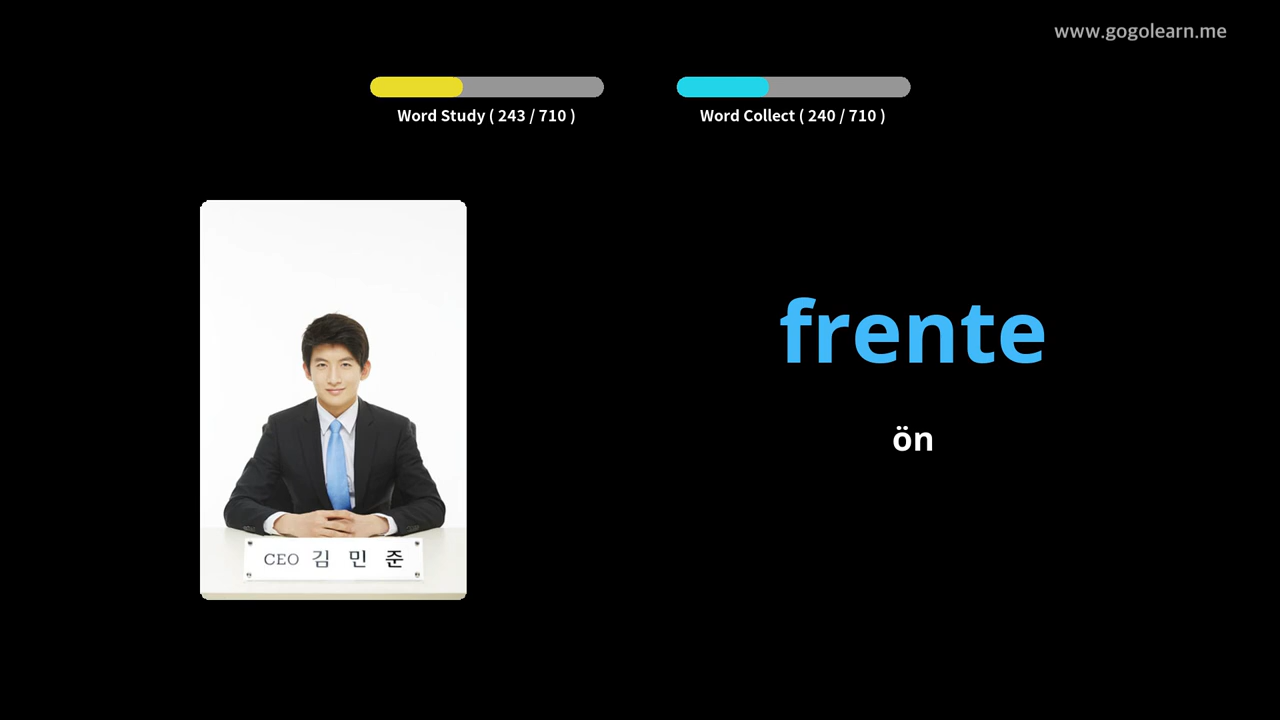 www.gogolearn.me
Word Study ( 243 / 710 )
Word Collect ( 240 / 710 )
frente
ön
CEO 김 민 준